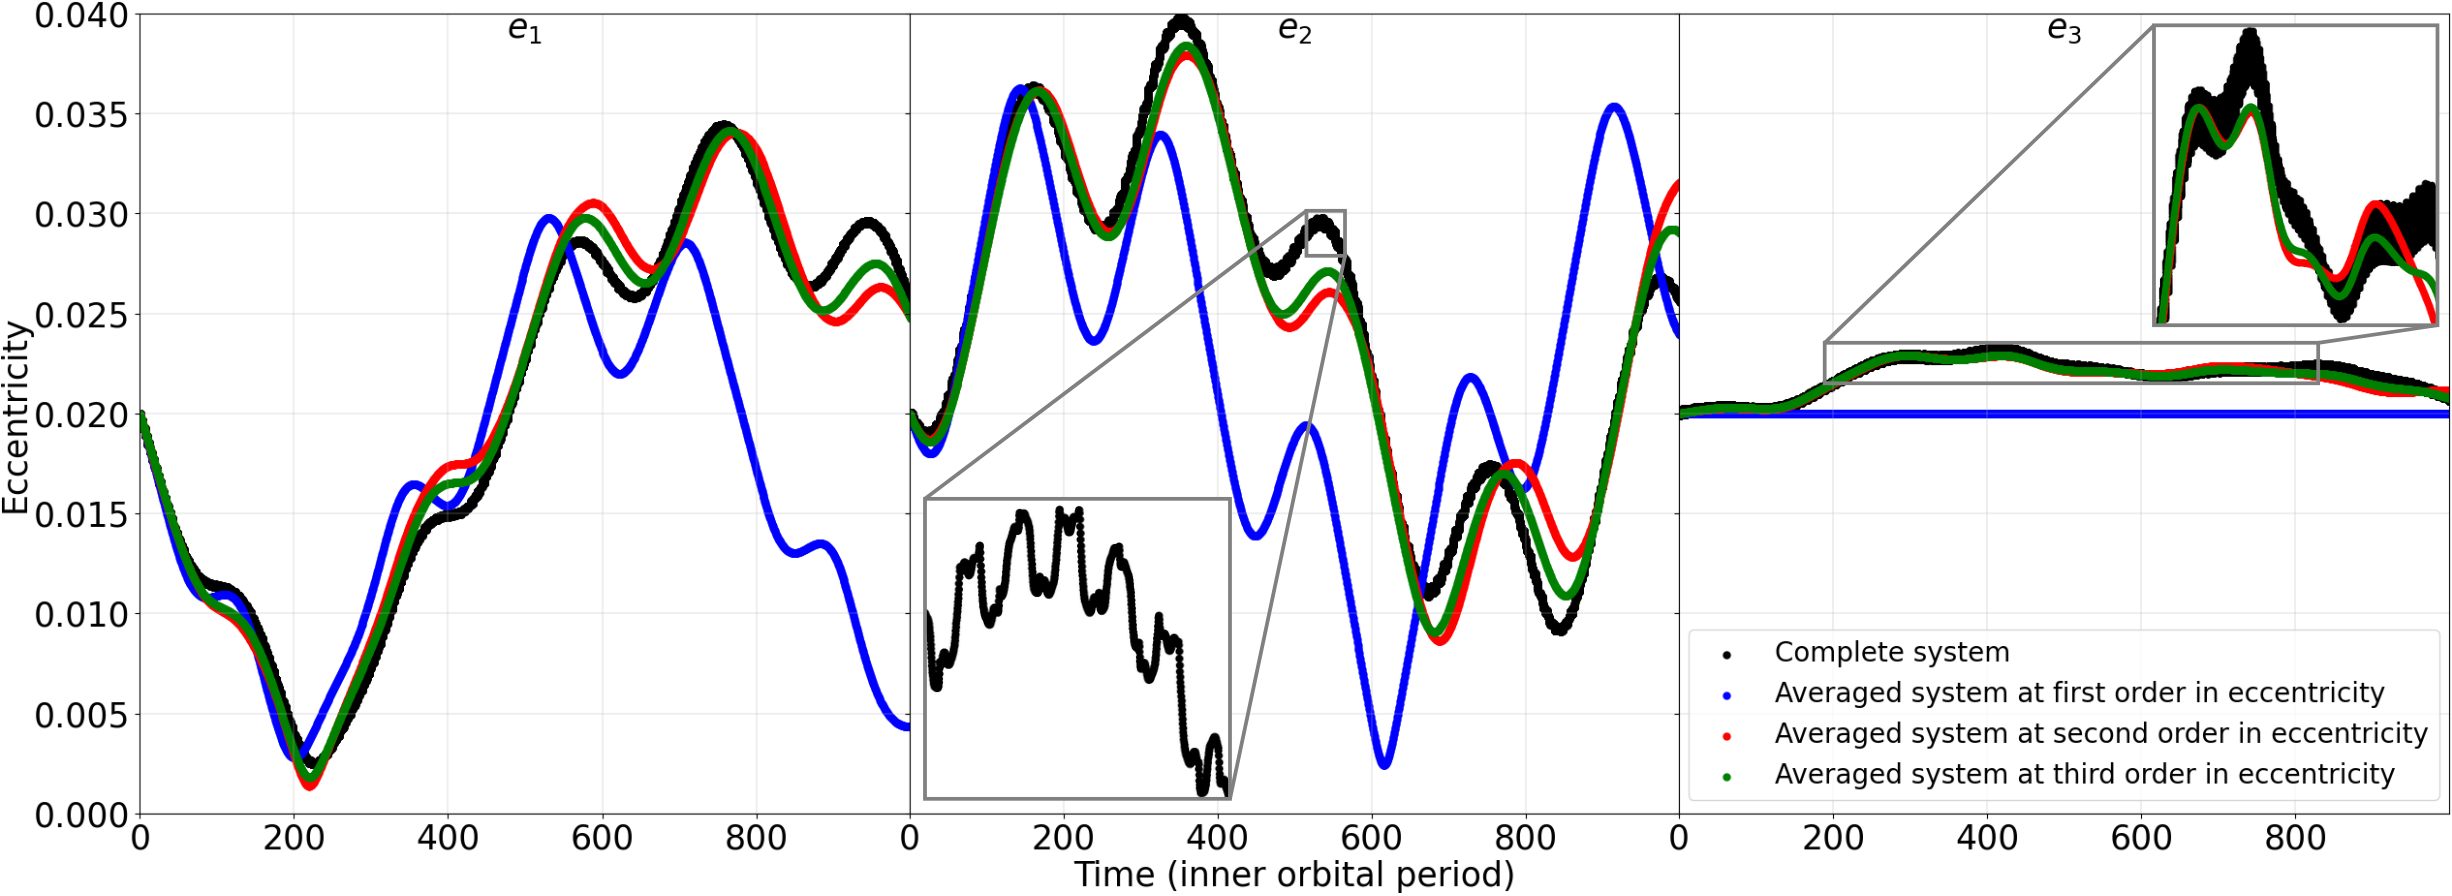 e1
e2
e3
0.040
0.035
0.030
0.025
0.020
0.015
0.010
0.005
0.000
Eccentricity
Complete system
Averaged system at first order in eccentricity
Averaged system at second order in eccentricity
Averaged system at third order in eccentricity
0 200 400 600 800 0 200 400 600 800 0 200 400 600 800
Time (inner orbital period)